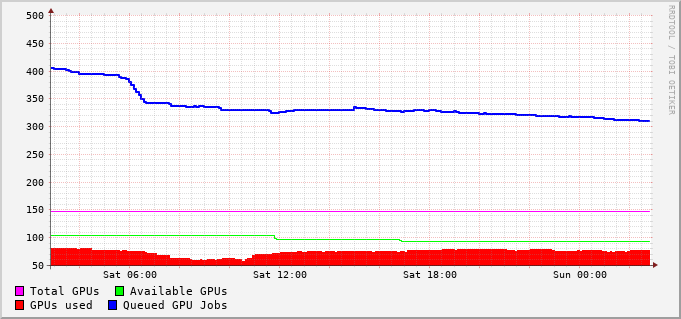 500
450
400
350
300
250
200
150
100
50
Sat 06:00 Sat 12:00 Sat 18:00 Sun 00:00
Total GPUs Available GPUs
GPUs used Queued GPU Jobs
RRDTOOL / TOBI OETIKER